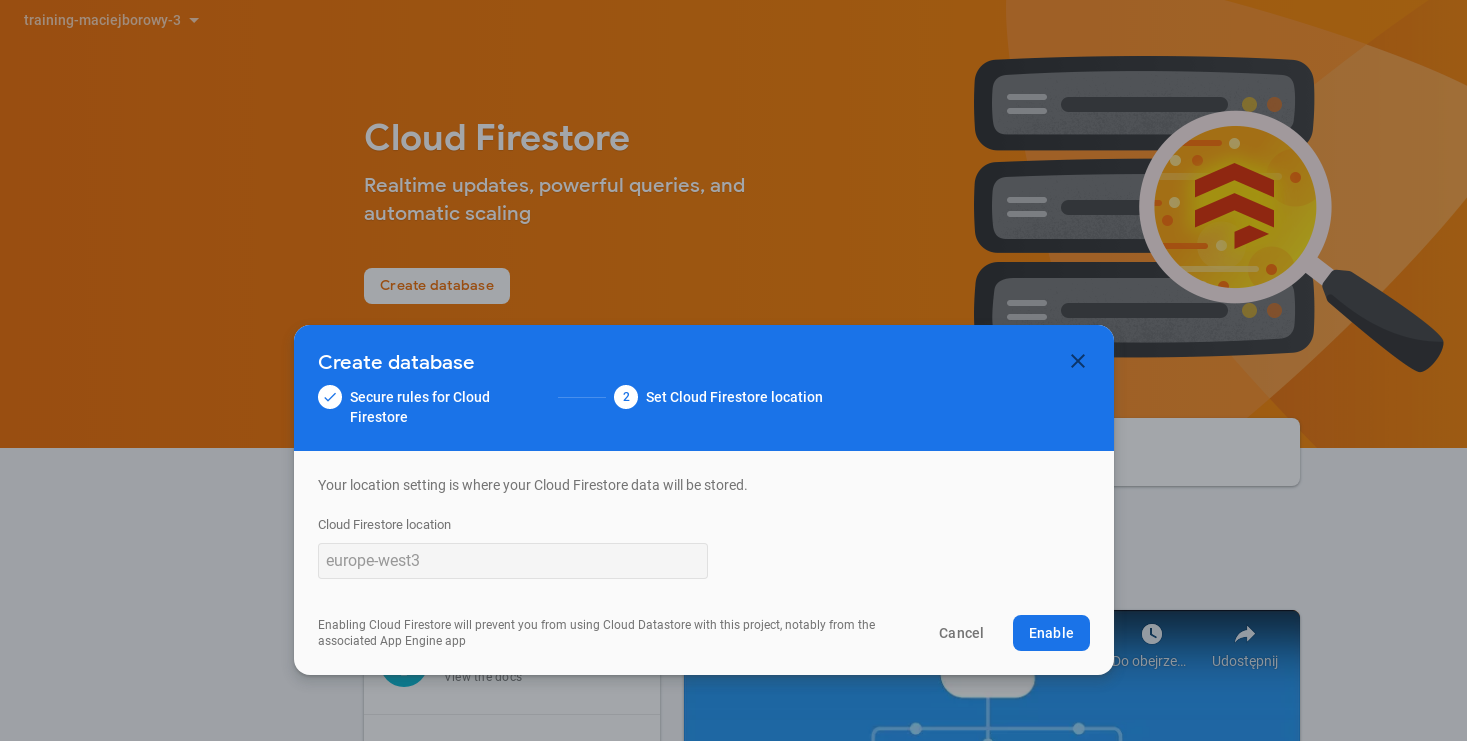 training-maciejborowy-3
Cloud Firestore
Realtime updates, powerful queries, and
automatic scaling
Create database
Create database
Secure rules for Cloud
Firestore
2 Set Cloud Firestore location
Your location setting is where your Cloud Firestore data will be stored.
Cloud Firestore location
europe-west3
Enabling Cloud Firestore will prevent you from using Cloud Datastore with this project, notably from the
associated App Engine app
Cancel
Enable
Do obejrze...
Udostępnij
View the docs